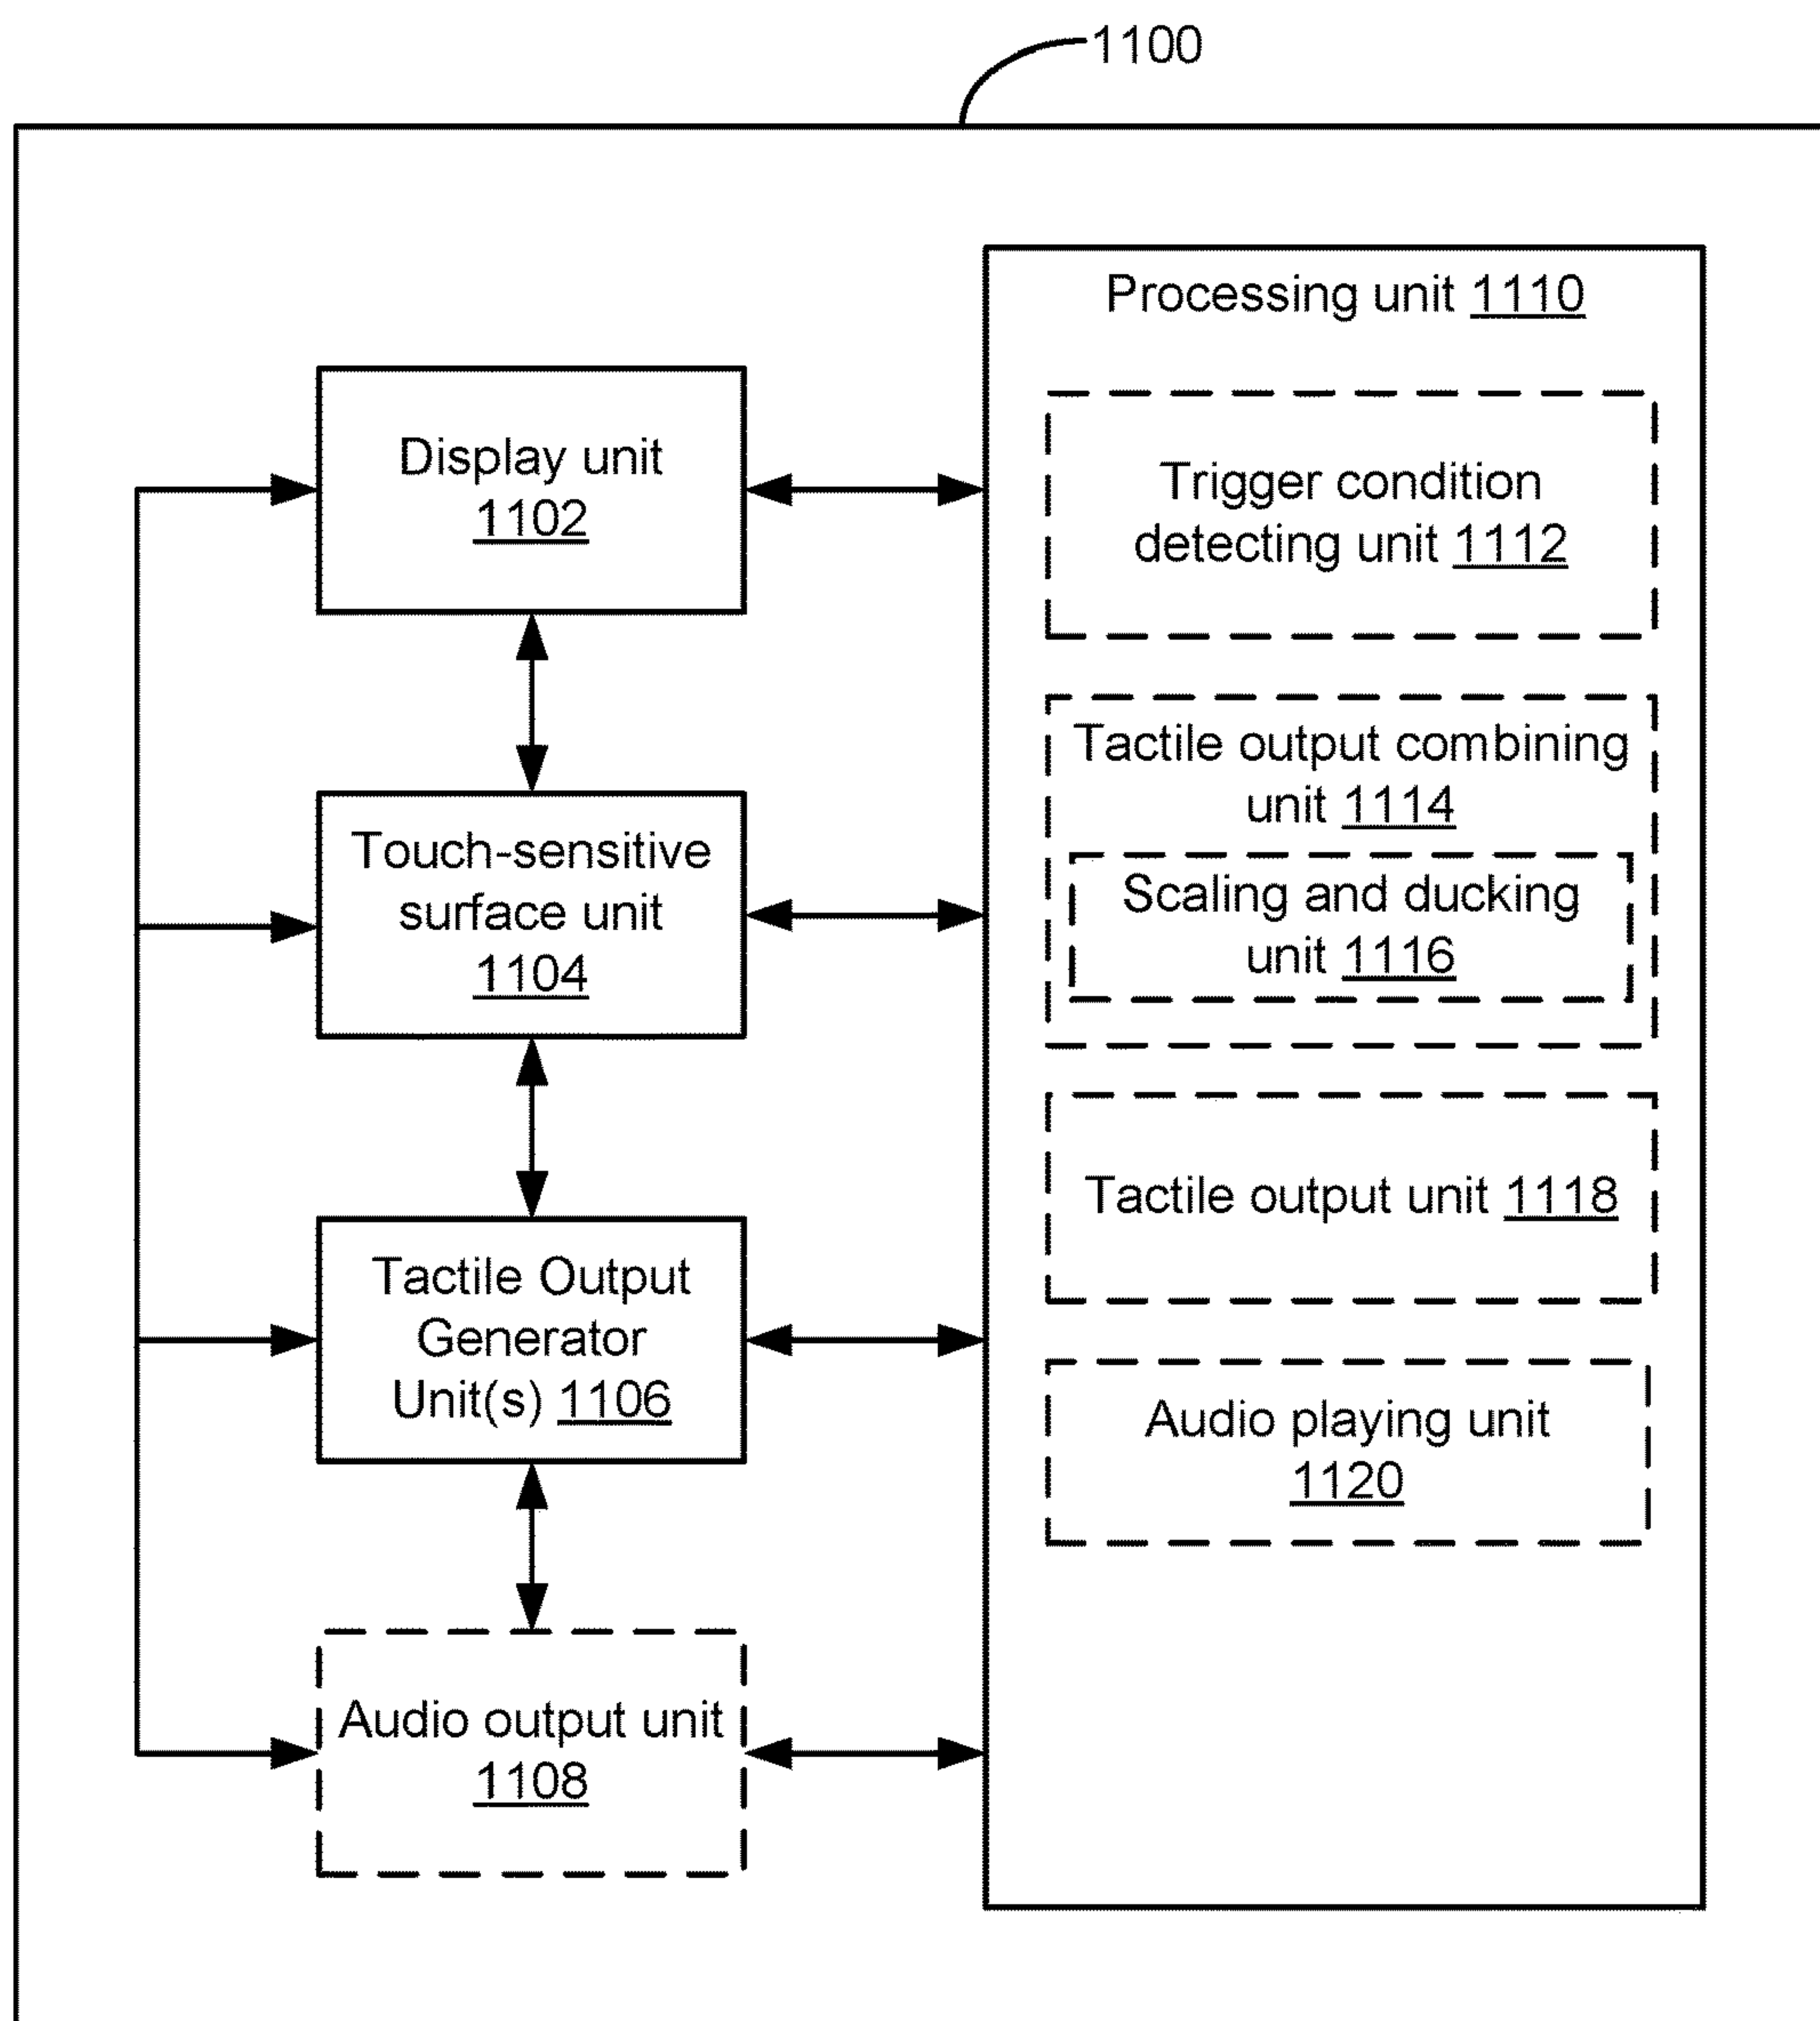 1100
Processing unit 1110
Display unit
1102
Trigger condition
detecting unit 1112
Tactile output combining
unit 1114
Touch-sensitive
surface unit
1104
Scaling and ducking
unit 1116
Tactile output unit 1118
Tactile Output
Generator
Unit(s) 1106
Audio playing unit
1120
Audio output unit
1108